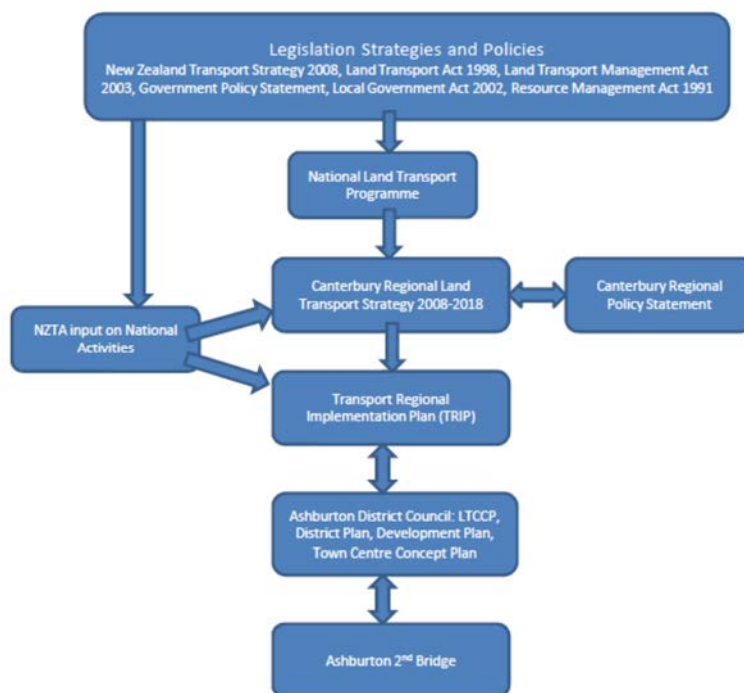 Legislation Strategies and Policies
New Zealand Transport Strategy 2008, Land Transport Act 1998, Land Transport Management Act
2003, Government Policy Statement, Local Government Act 2002, Resource Management Act 1991
National Land Transport
Programme
Canterbury Regional Land
Transport Strategy 2008-2018
Canterbury Regional
Policy Statement
NZTA input on National
Activities
Transport Regional
Implementation Plan (TRIP)
Ashburton District Council: LTCCP,
District Plan, Development Plan,
Town Centre Concept Plan
Ashburton 2nd Bridge